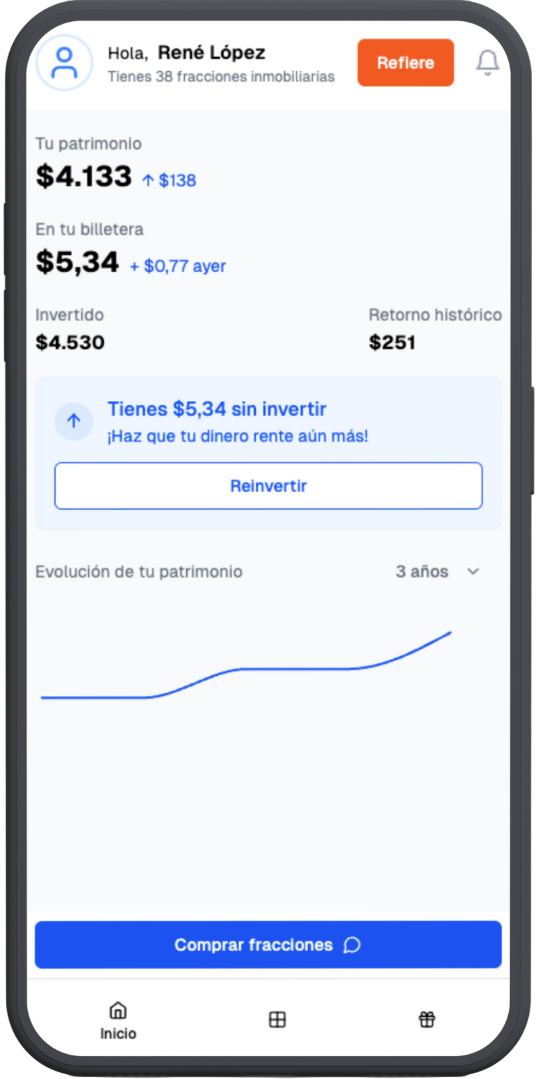 Hola, René López
Tienes 38 fracciones inmobiliarias
Refiere
Tu patrimonio
$4.133 ↑ $138
En tu billetera
$5,34 + $0,77 ayer
Invertido
$4.530
Retorno histórico
$251
Tienes $5,34 sin invertir
¡Haz que tu dinero rente aún más!
Reinvertir
Evolución de tu patrimonio
3 años
Comprar fracciones
Inicio